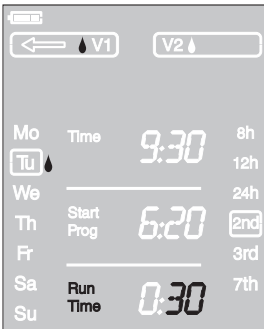 V1 V2
Mo Time 9:30 8h
Tu 12h
We 24h
Th Start Prog 6:20 2nd
Fr 3rd
Sa Run Time 0:30 7th
Su